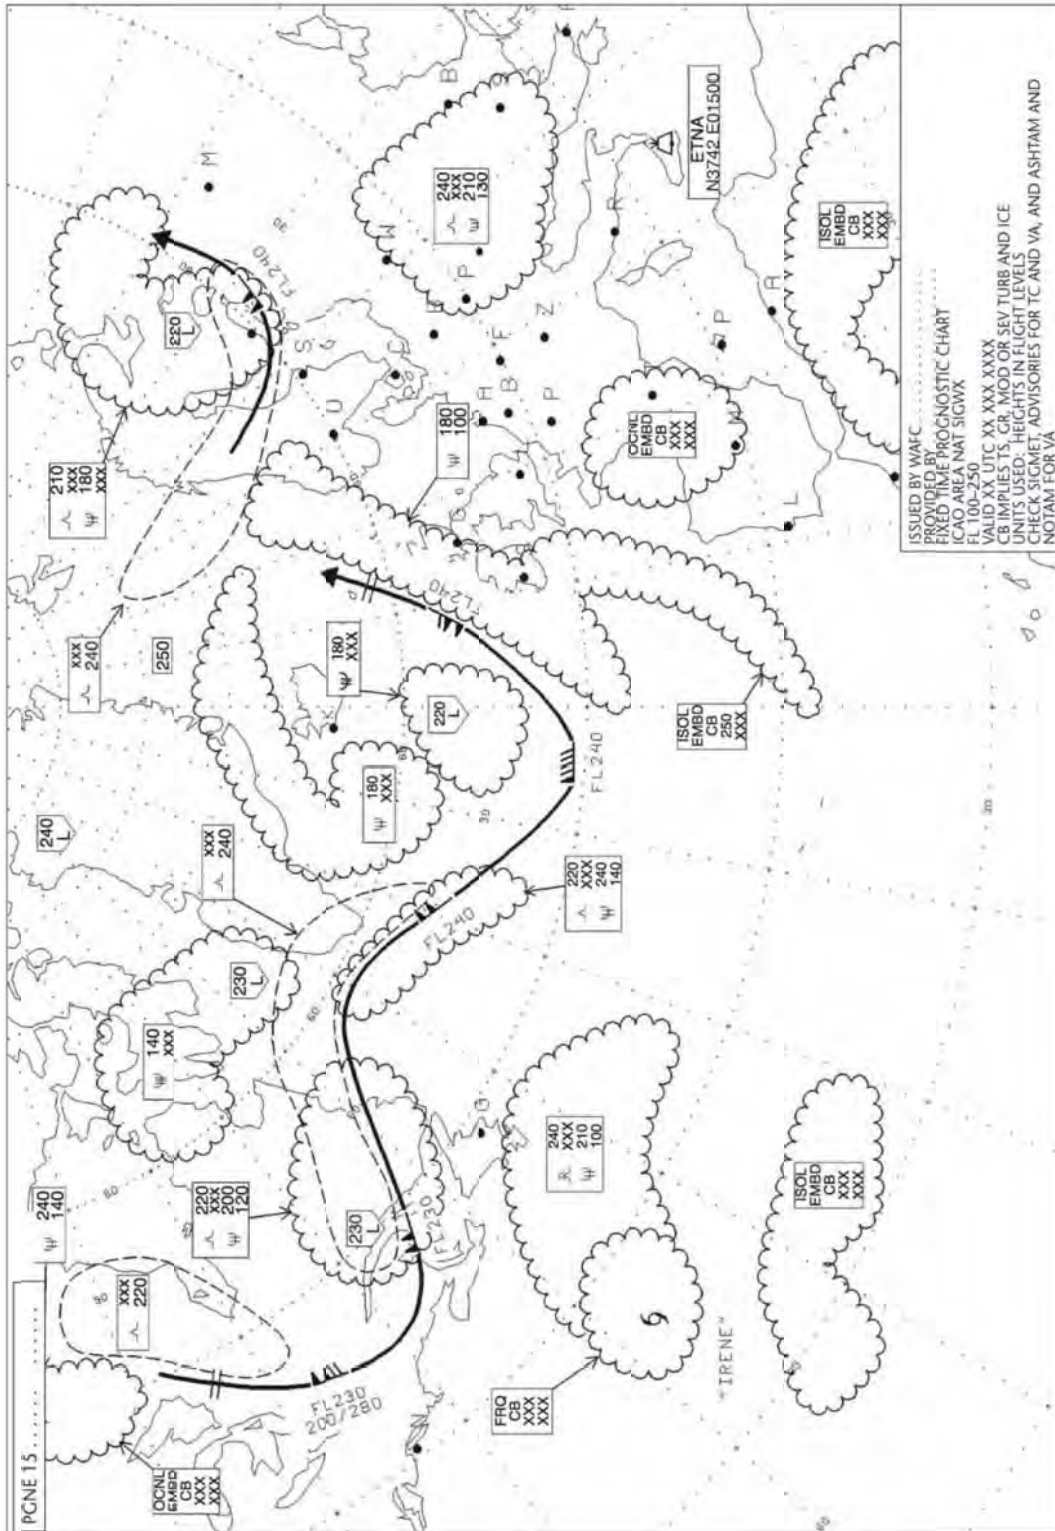 PGNE 15
OCNL
EMBD
CB
XXX
XXX
XXX
220
240
140
220
XXX
200
120
140
XXX
230
L
230
L
FL230
200/280
FL230
N
XXX
240
240
L
250
XXX
240
210
XXX
180
XXX
220
L
FL240
M
180
XXX
180
XXX
220
L
K
FL240
FL240
FL240
220
XXX
240
140
180
100
240
XXX
210
100
FRQ
CB
XXX
XXX
"IRENE"
ISOL
EMBD
CB
XXX
XXX
ISOL
EMBD
CB
250
XXX
OCNL
EMBD
CB
XXX
XXX
240
XXX
210
130
ETNA
N3742 E01500
ISOL
EMBD
CB
XXX
XXX
ISSUED BY WAFC
PROVIDED BY
FIXED TIME PROGNOSTIC CHART
ICAO AREA NAT SIGWX
FL 100-250
VALID XX UTC XX XXX XXXX
CB IMPLIES TS, GR, MOD OR SEV TURB AND ICE
UNITS USED: HEIGHTS IN FLIGHT LEVELS
CHECK SIGMET, ADVISORIES FOR TC AND VA, AND ASHTAM AND
NOTAM FOR VA